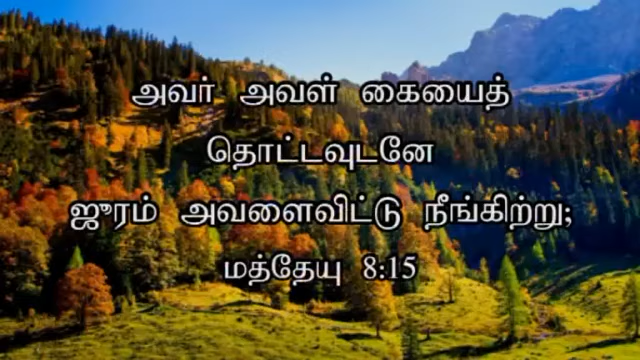 அவர் அவள் கையைத்
தொட்டவுடனே
ஜுரம் அவளைவிட்டு நீங்கிற்று;
மத்தேயு 8:15